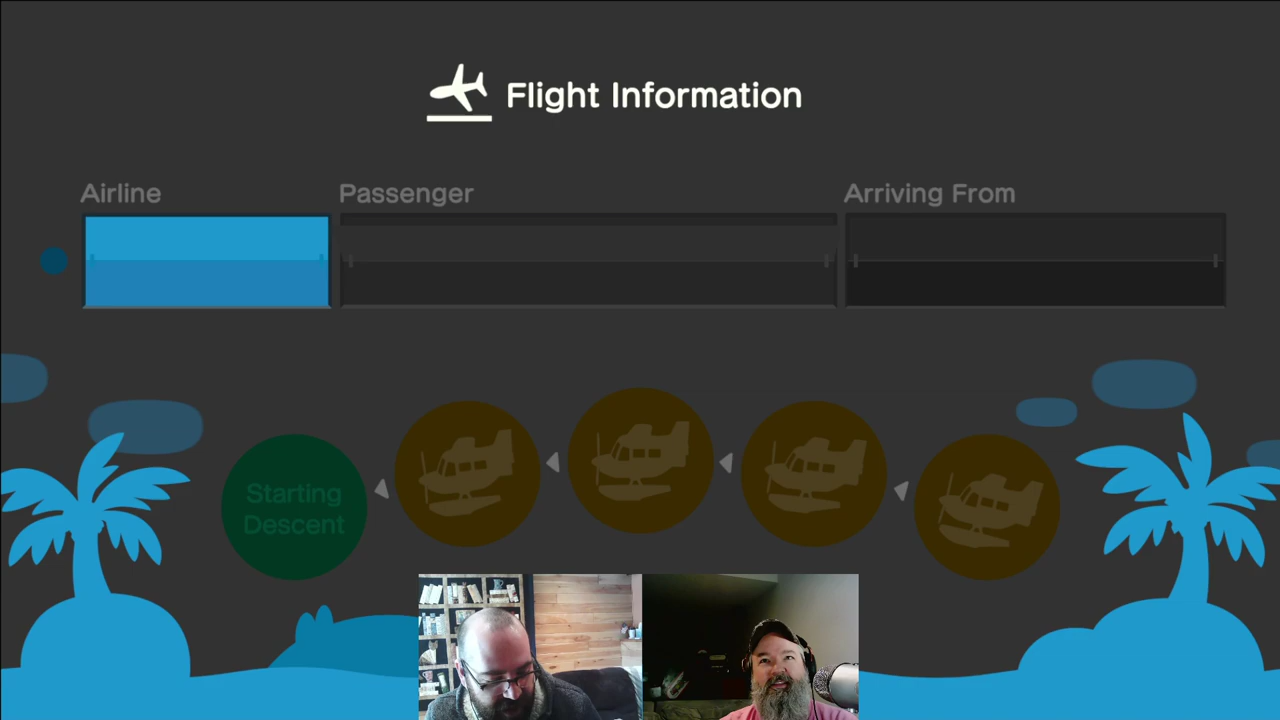 Flight Information
Airline
Passenger
Arriving From
Starting
Descent